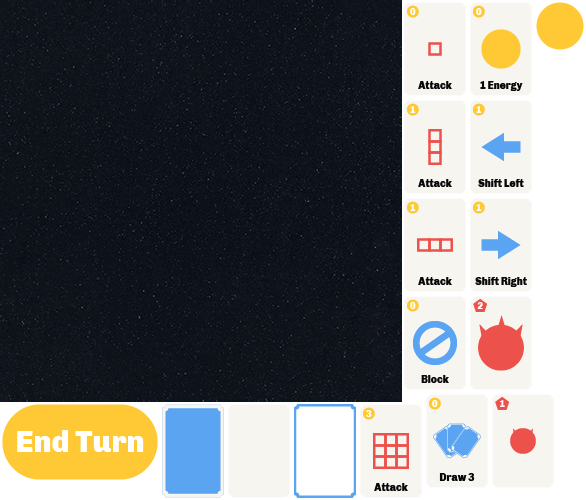 0
0
Attack
1 Energy
1
1
Attack
Shift Left
1
1
Attack
Shift Right
0
2
Block
End Turn
3
Attack
0
Draw 3
1